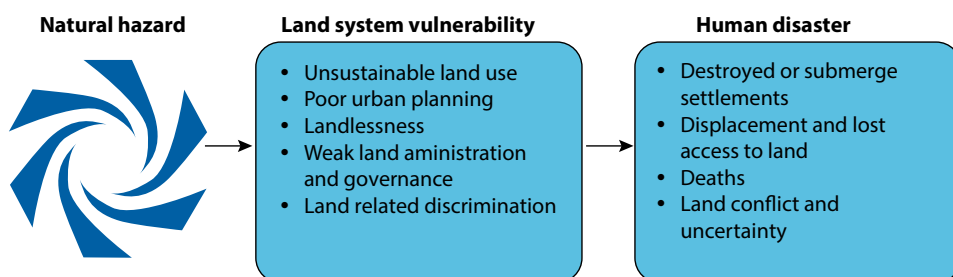 Natural hazard
Land system vulnerability
Human disaster
• Unsustainable land use
• Poor urban planning
• Landlessness
• Weak land aministration
and governance
• Land related discrimination
• Destroyed or submerge
settlements
• Displacement and lost
access to land
• Deaths
• Land conflict and
uncertainty